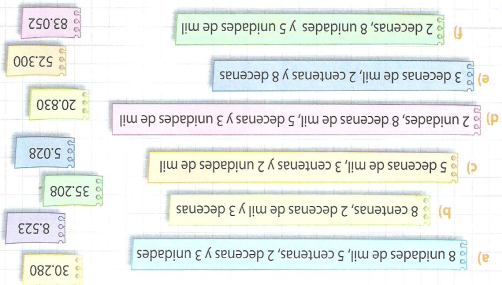 a) 8 unidades de mil, 5 centenas, 2 decenas y 3 unidades
b) 8 centenas, 2 decenas de mil y 3 decenas
c) 5 decenas de mil, 3 centenas y 2 unidades de mil
d) 2 unidades, 8 decenas de mil, 5 decenas y 3 unidades de mil
e) 3 decenas de mil, 2 centenas y 8 decenas
f) 2 decenas, 8 unidades y 5 unidades de mil
30.280
8.523
35.208
5.028
20.830
52.300
83.052